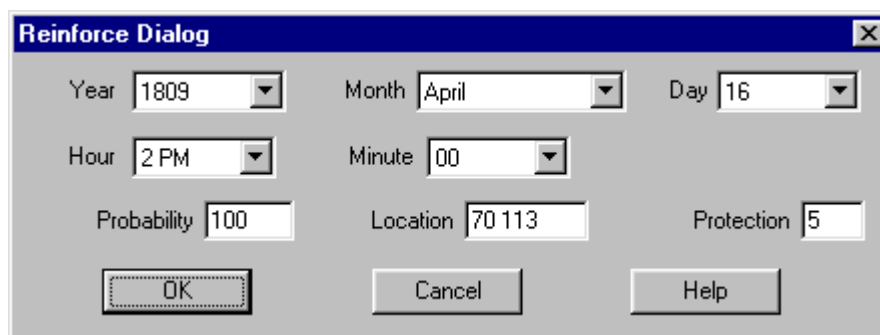 Reinforce Dialog
Year 1809 Month April Day 16
Hour 2 PM Minute 00
Probability 100 Location 70 113 Protection 5
OK Cancel Help